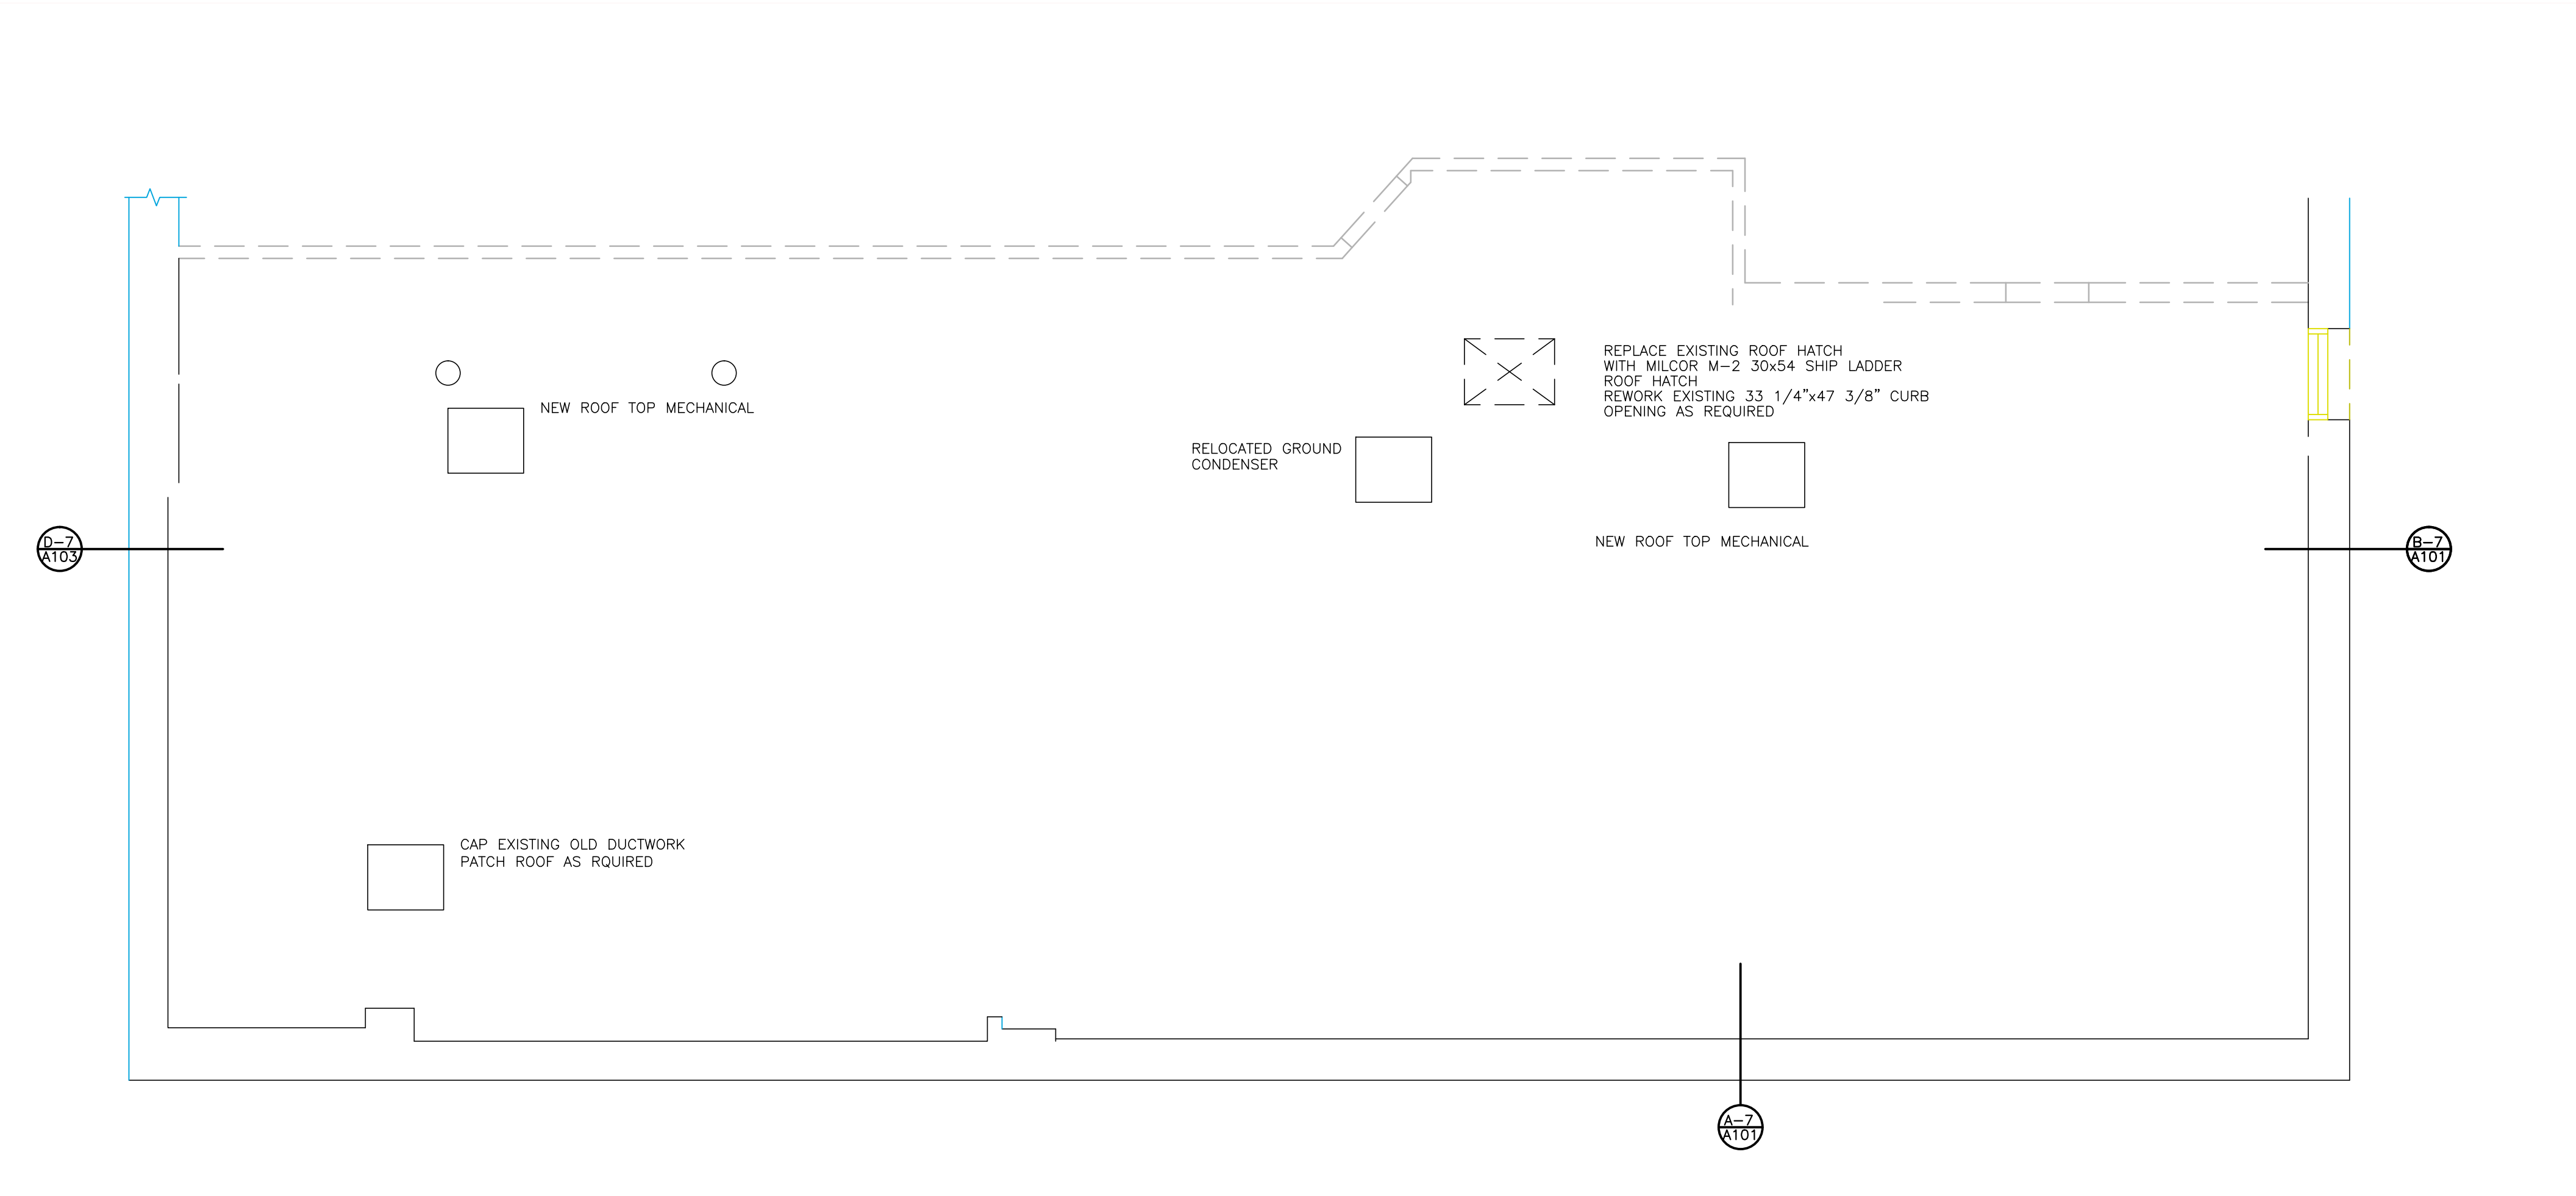 REPLACE EXISTING ROOF HATCH
WITH MILCOR M-2 30x54 SHIP LADDER
ROOF HATCH
REWORK EXISTING 33 1/4"x47 3/8" CURB
OPENING AS REQUIRED
NEW ROOF TOP MECHANICAL
RELOCATED GROUND
CONDENSER
NEW ROOF TOP MECHANICAL
D-7
A103
B-7
A101
CAP EXISTING OLD DUCTWORK
PATCH ROOF AS RQUIRED
A-7
A101